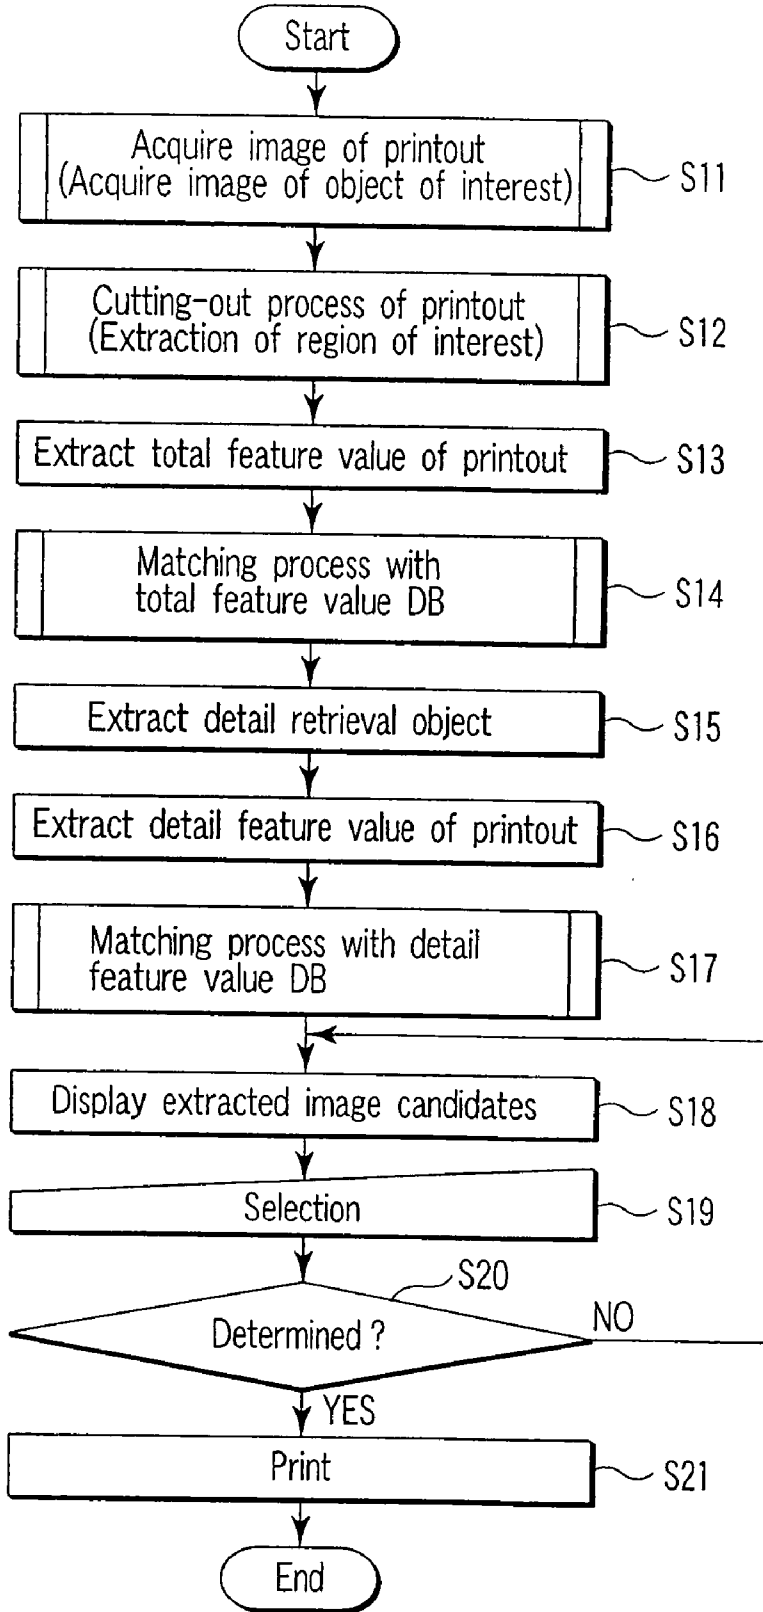 Start
Acquire image of printout
(Acquire image of object of interest)
S11
Cutting-out process of printout
(Extraction of region of interest)
S12
Extract total feature value of printout
S13
Matching process with
total feature value DB
S14
Extract detail retrieval object
S15
Extract detail feature value of printout
S16
Matching process with detail
feature value DB
S17
Display extracted image candidates
S18
Selection
S19
S20
Determined ?
NO
YES
Print
S21
End